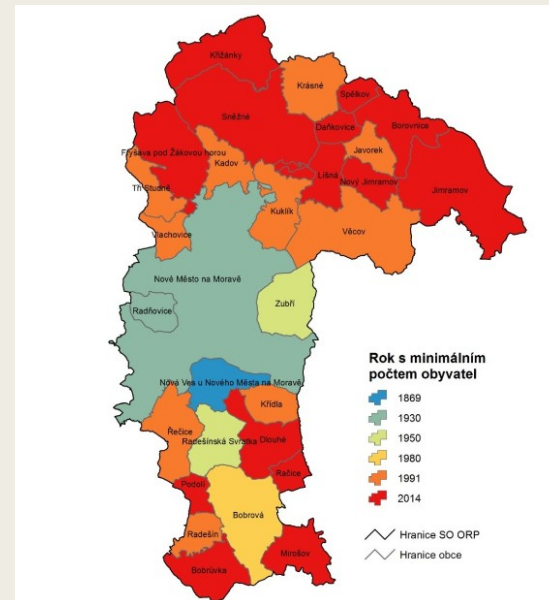 Křižánky
Krásné
Spělkov
Sněžné
Daňkovice
Borovnice
Javorek
Fryšava pod Žákovou horou
Kadov
Líšná
Nový Jimramov
Jimramov
Tři Studně
Kuklík
Vlachovice
Věcov
Nové Město na Moravě
Zubří
Radňovice
Rok s minimálním
počtem obyvatel
1869
1930
1950
1980
1991
2014
Hranice SO ORP
Hranice obce
Nová Ves u Nového Města na Moravě
Křídla
Řečice
Radešínská Svratka
Dlouhé
Račice
Podolí
Bobrová
Radešín
Mirošov
Bobrůvka